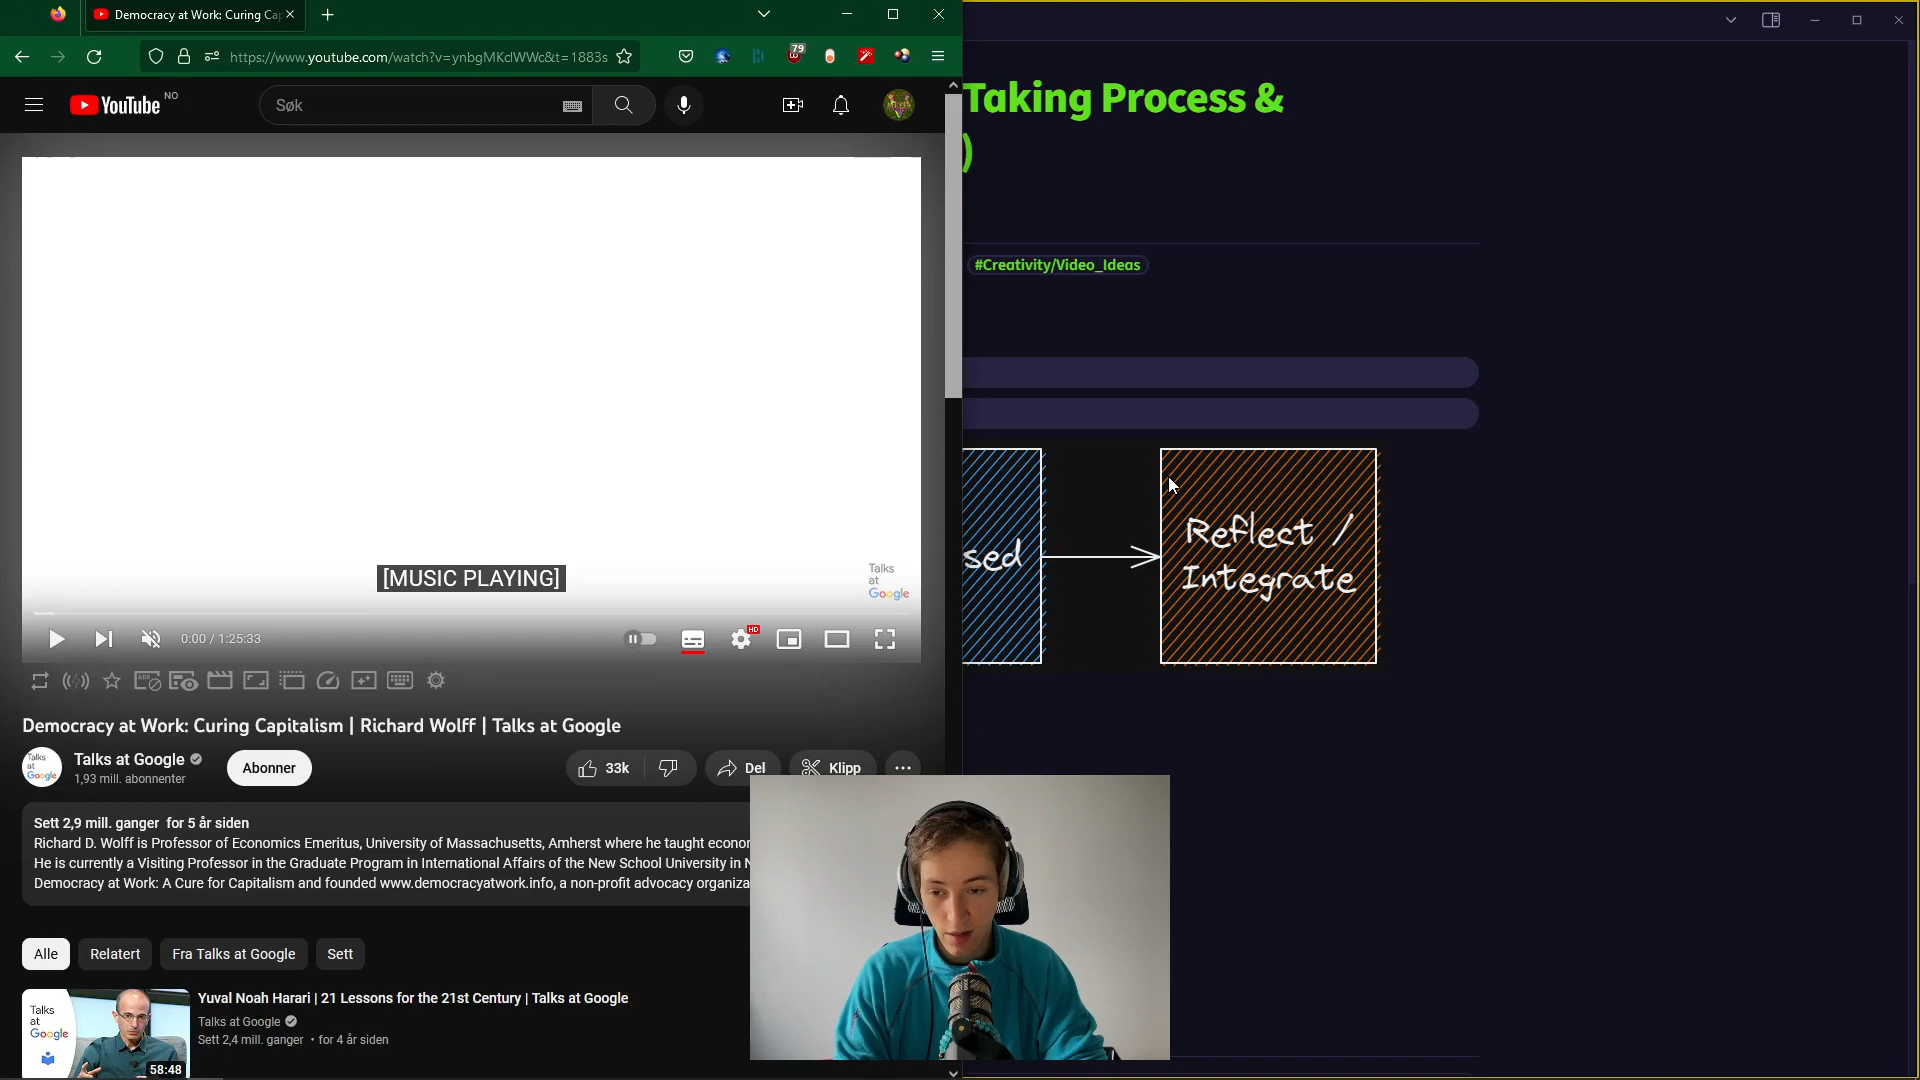 Democracy at Work: Curing Ca
https://www.youtube.com/watch?v=ynbgMKclWWc&t=1883s
79
YouTube NO
Søk
Taking Process &
)
#Creativity/Video_Ideas
sed
Reflect /
Integrate
[MUSIC PLAYING]
Talks
at
Google
0:00 / 1:25:33
HD
ADS
Democracy at Work: Curing Capitalism | Richard Wolff | Talks at Google
Talks
at
Google
Talks at Google
1,93 mill. abonnenter
Abonner
33k
Del
Klipp
Sett 2,9 mill. ganger for 5 år siden
Richard D. Wolff is Professor of Economics Emeritus, University of Massachusetts, Amherst where he taught econor
He is currently a Visiting Professor in the Graduate Program in International Affairs of the New School University in N
Democracy at Work: A Cure for Capitalism and founded www.democracyatwork.info, a non-profit advocacy organiza
Alle
Relatert
Fra Talks at Google
Sett
Talks
at
Google
58:48
Yuval Noah Harari | 21 Lessons for the 21st Century | Talks at Google
Talks at Google
Sett 2,4 mill. ganger • for 4 år siden